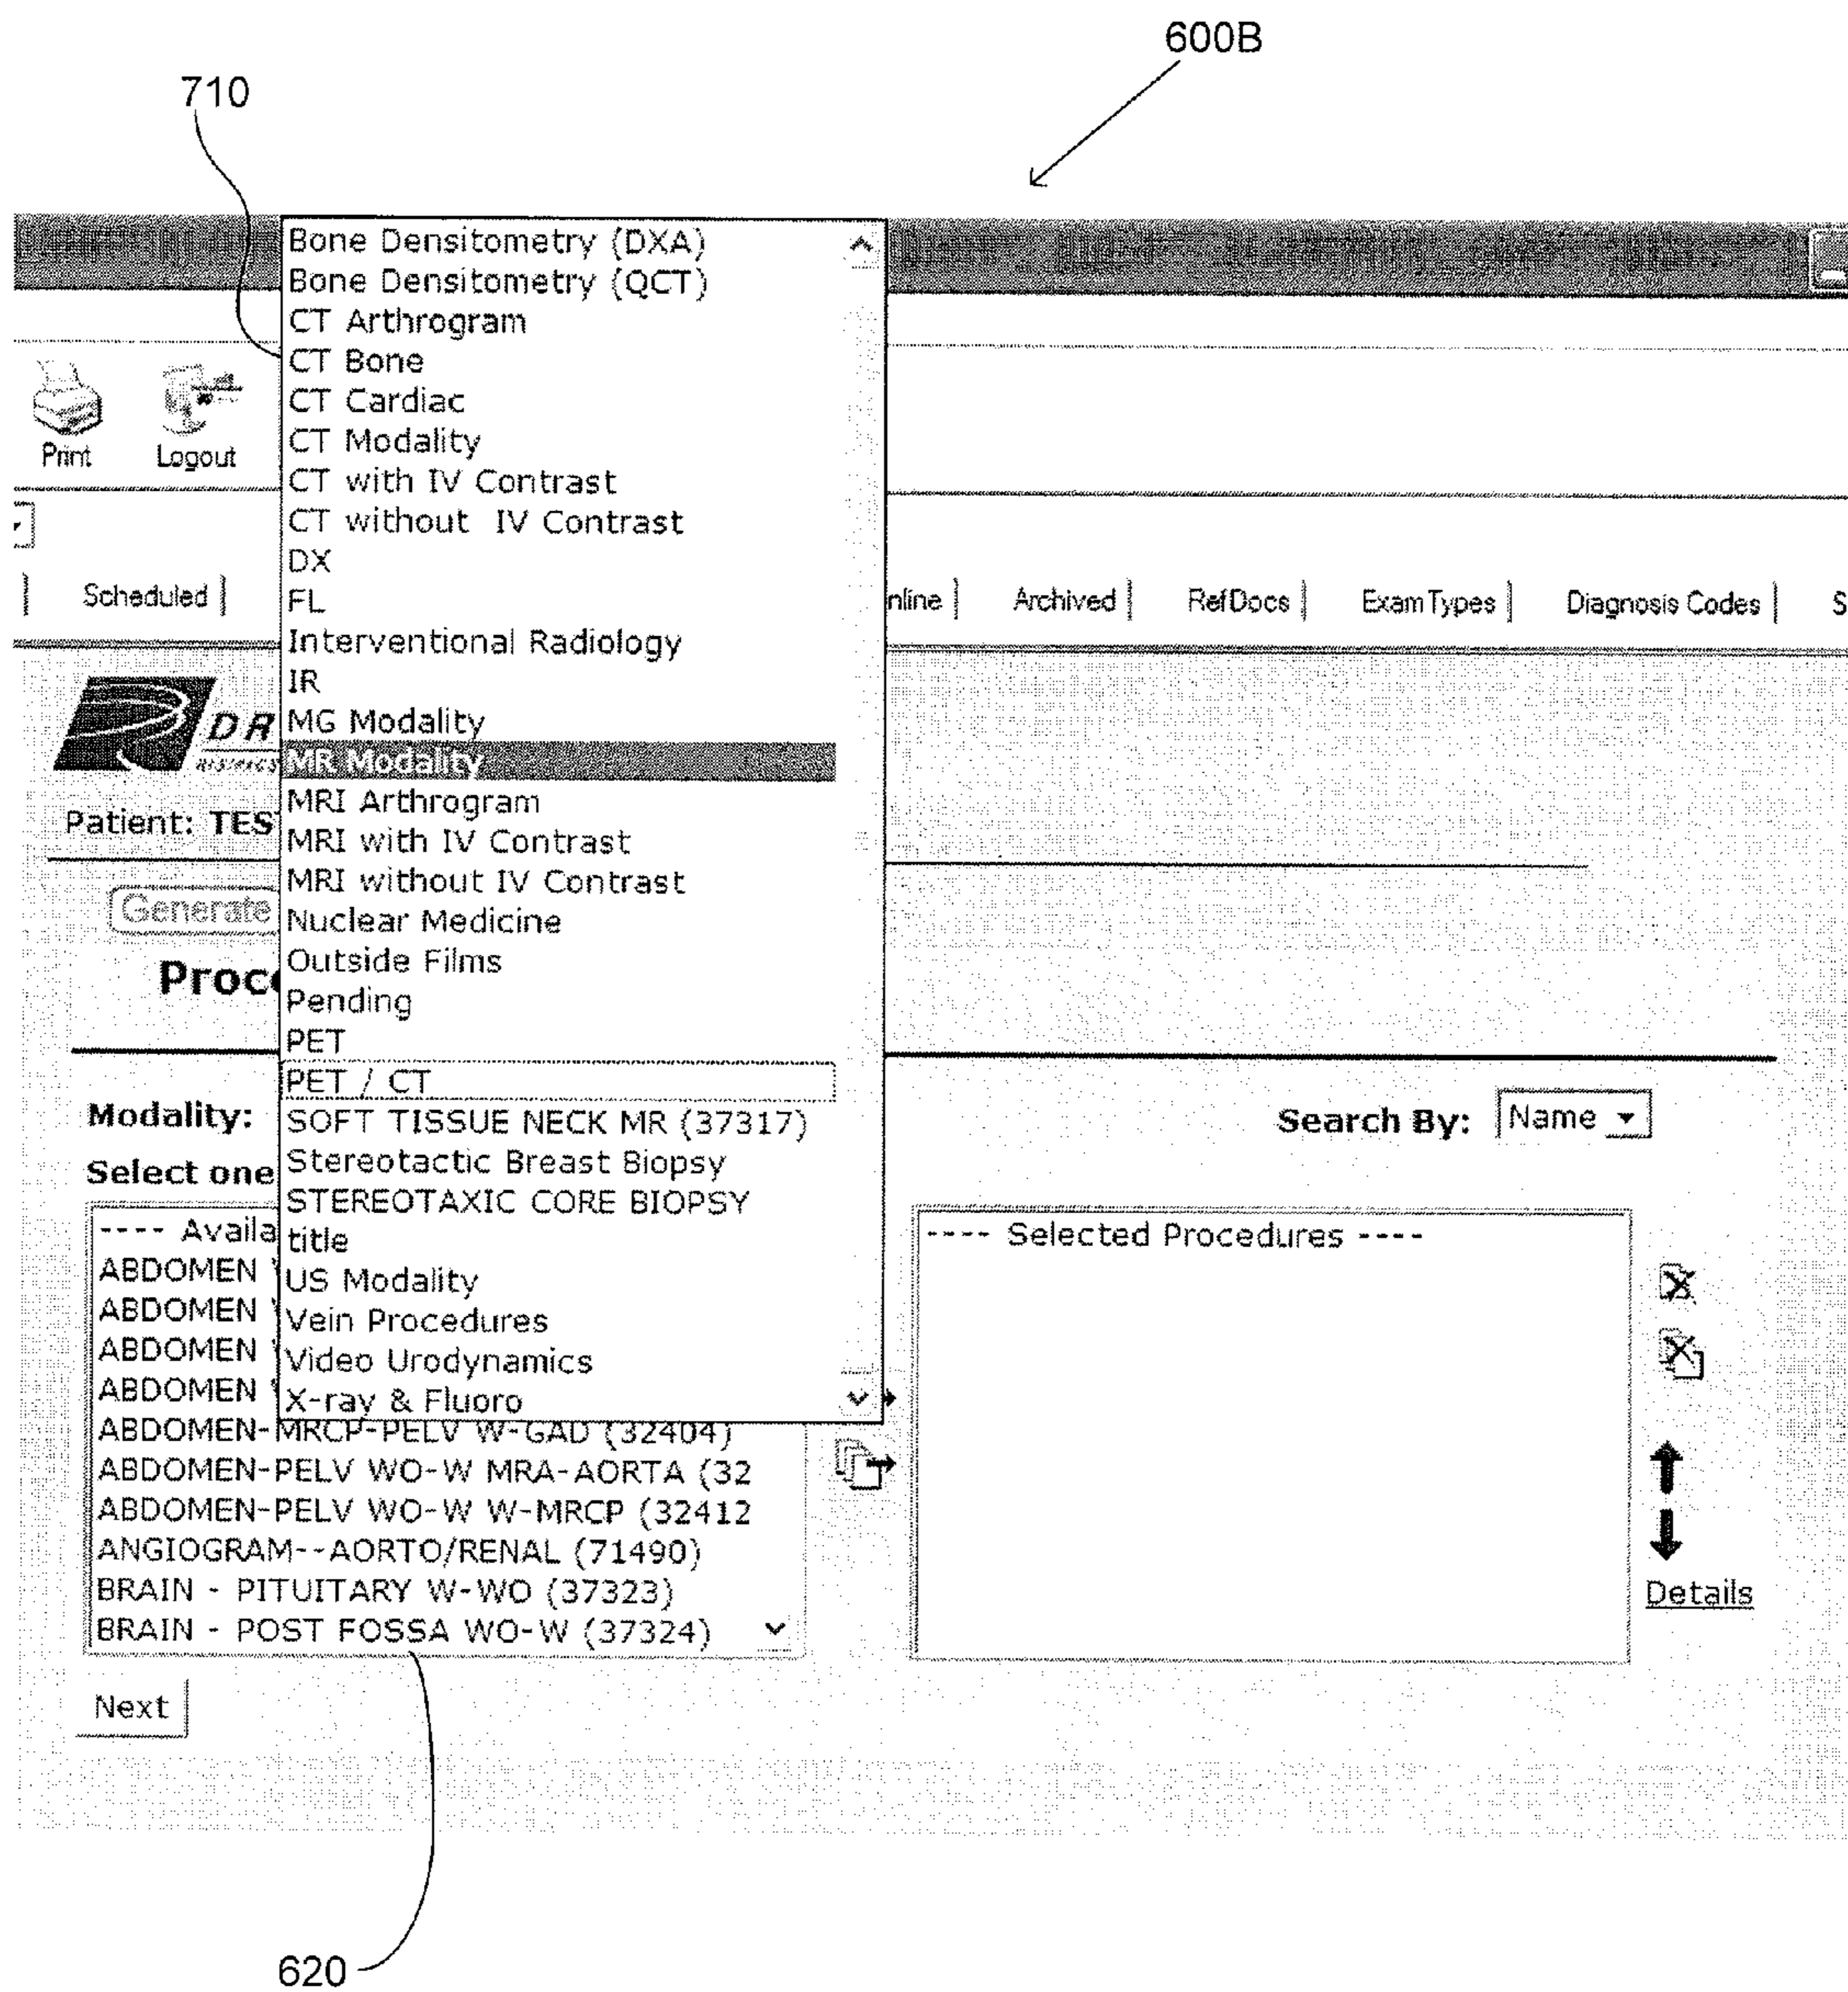 600B
710
Bone Densitometry (DXA)
Bone Densitometry (QCT)
CT Arthrogram
CT Bone
CT Cardiac
CT Modality
CT with IV Contrast
CT without IV Contrast
DX
FL
Interventional Radiology
IR
MG Modality
MR Modality
MRI Arthrogram
MRI with IV Contrast
MRI without IV Contrast
Nuclear Medicine
Outside Films
Pending
PET
PET / CT
SOFT TISSUE NECK MR (37317)
Stereotactic Breast Biopsy
STEREOTAXIC CORE BIOPSY
title
US Modality
Vein Procedures
Video Urodynamics
X-ray & Fluoro
Print Logout
Scheduled nline Archived RefDocs ExamTypes Diagnosis Codes S
DR
Patient: TES
Generate
Proce
Modality: Search By: Name
Select one
---- Availa
ABDOMEN
ABDOMEN
ABDOMEN
ABDOMEN
ABDOMEN-MRCP-PELV W-GAD (32404)
ABDOMEN-PELV WO-W MRA-AORTA (32
ABDOMEN-PELV WO-W W-MRCP (32412
ANGIOGRAM--AORTO/RENAL (71490)
BRAIN - PITUITARY W-WO (37323)
BRAIN - POST FOSSA WO-W (37324)
---- Selected Procedures ----
Details
Next
620